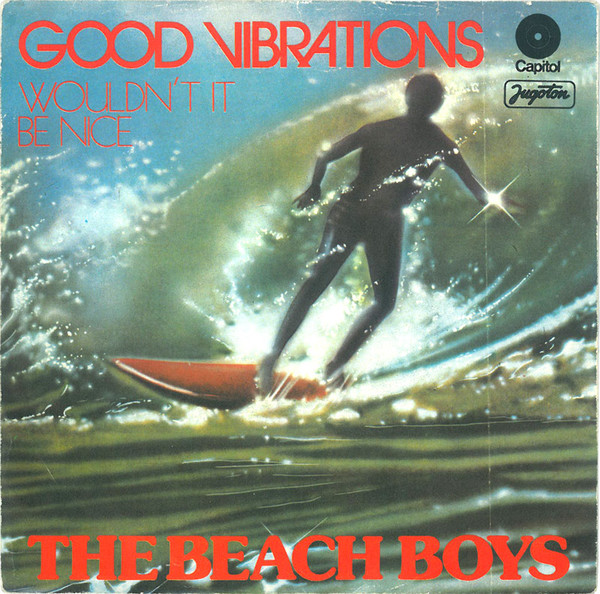 GOOD VIBRATIONS
WOULDN'T IT
BE NICE
Capitol
Jugoton
THE BEACH BOYS